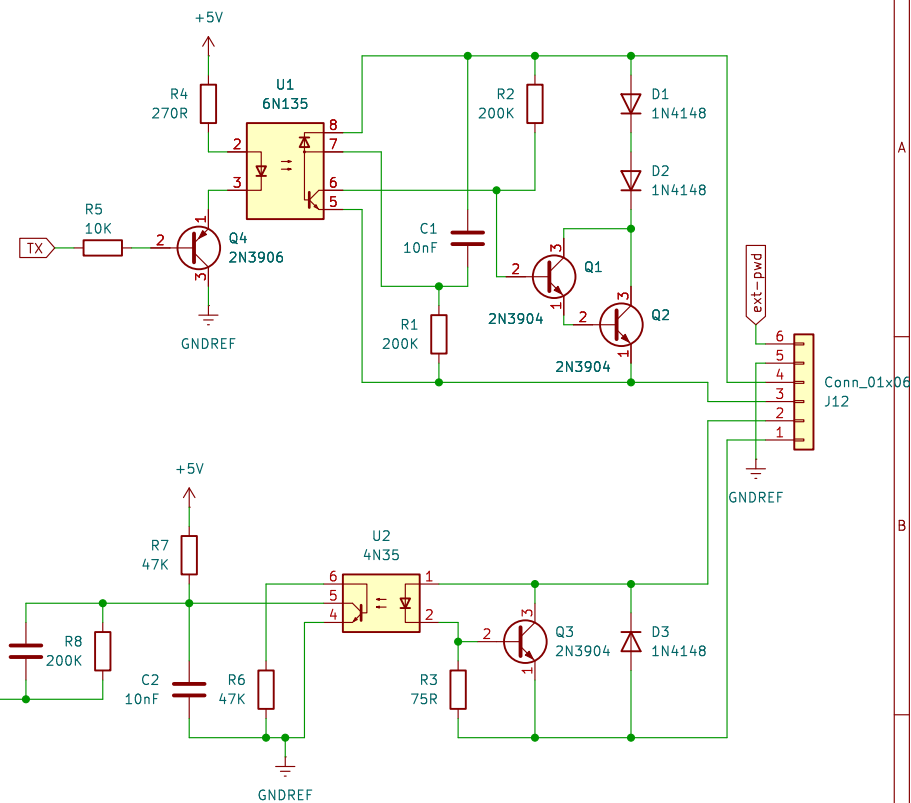 +5V
R4
270R
U1
6N135
8
7
6
5
2
3
R2
200K
D1
1N4148
D2
1N4148
A
R5
10K
TX
2
1
3
Q4
2N3906
GNDREF
C1
10nF
3
2
1
Q1
2N3904
3
2
1
Q2
2N3904
R1
200K
ext-pwd
6
5
4
3
2
1
Conn_01x06
J12
GNDREF
+5V
R7
47K
U2
4N35
6
5
4
1
2
B
R8
200K
C2
10nF
R6
47K
3
2
1
Q3
2N3904
D3
1N4148
R3
75R
GNDREF